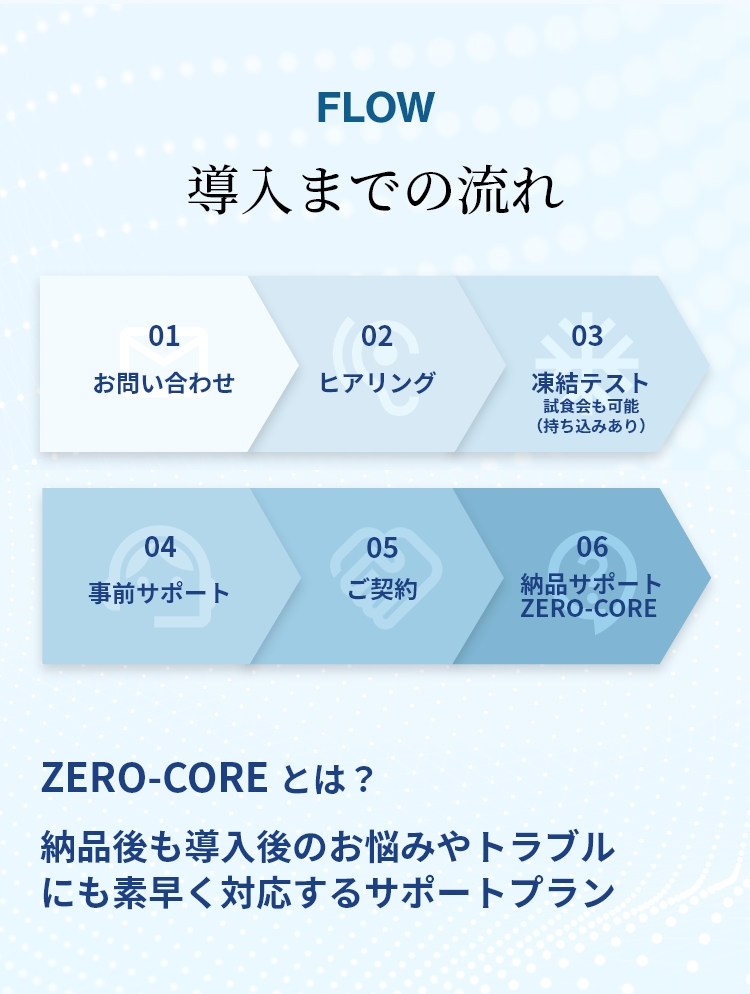 FLOW
導入までの流れ
01
お問い合わせ
02
ヒアリング
03
凍結テスト
試食会も可能
（持ち込みあり）
04
事前サポート
05
ご契約
06
納品サポート
ZERO-CORE
ZERO-CORE とは？
納品後も導入後のお悩みやトラブル
にも素早く対応するサポートプラン